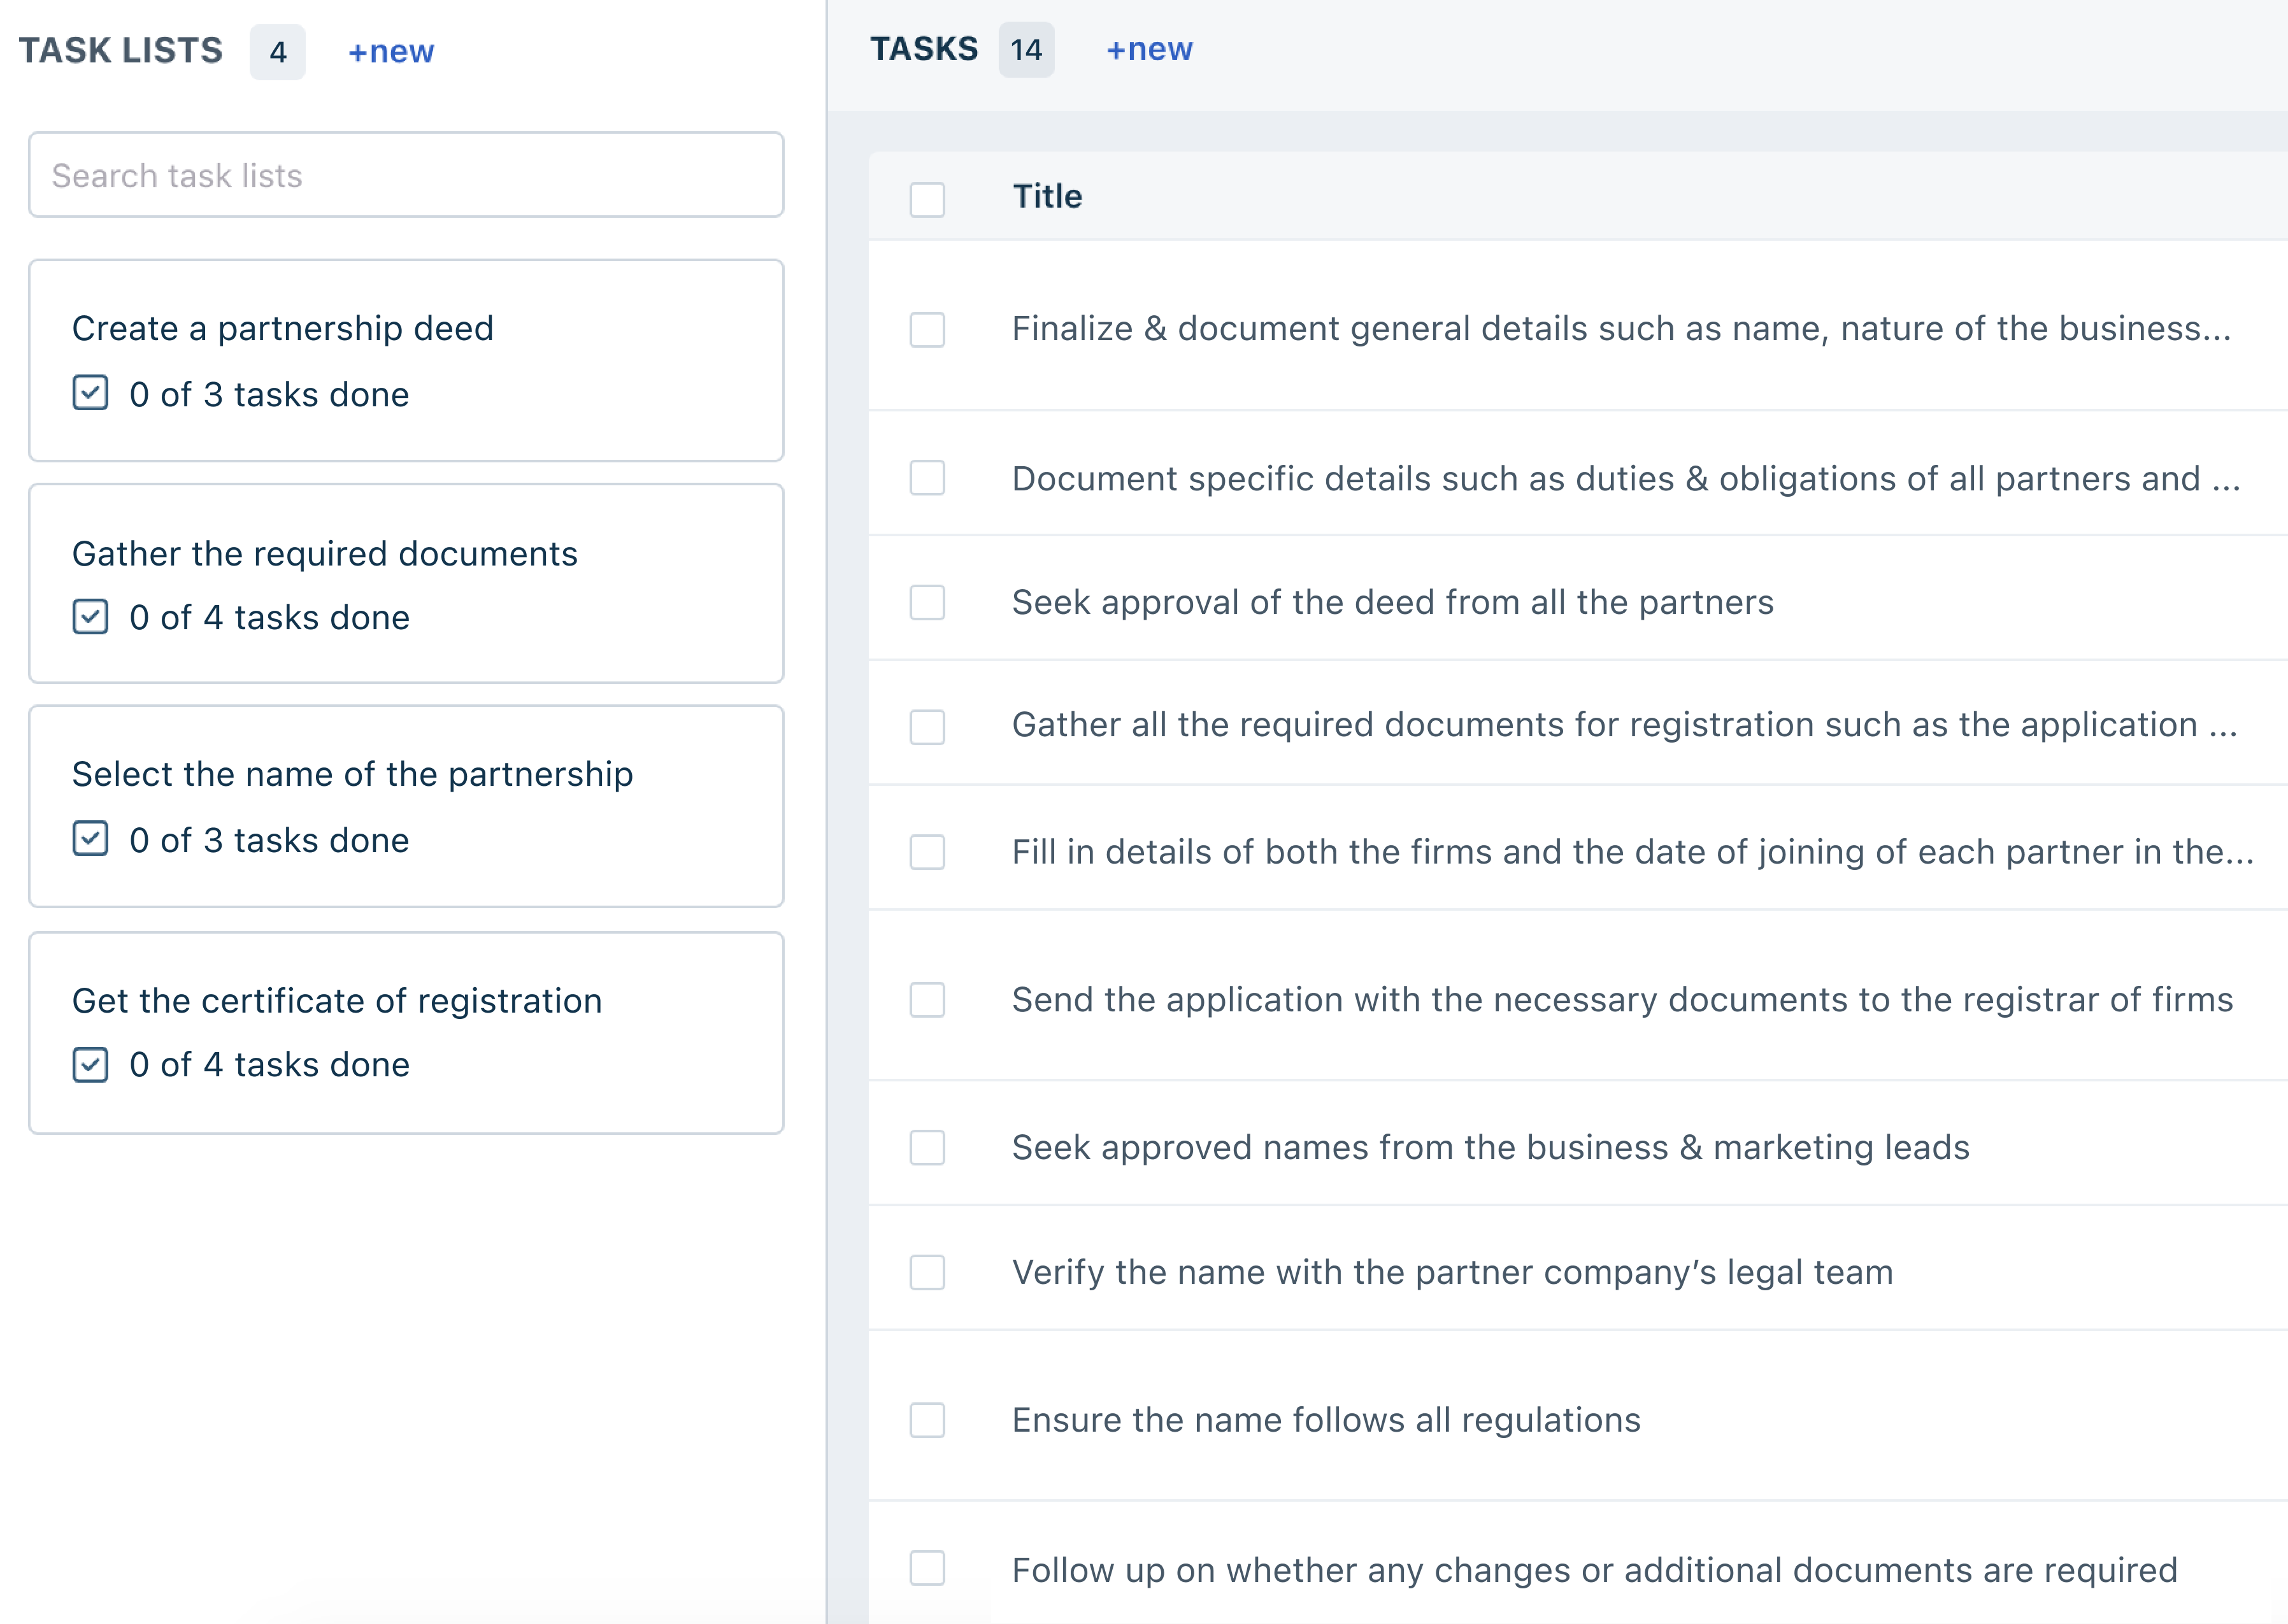 TASK LISTS 4 +new
Search task lists
Create a partnership deed
0 of 3 tasks done
Gather the required documents
0 of 4 tasks done
Select the name of the partnership
0 of 3 tasks done
Get the certificate of registration
0 of 4 tasks done
TASKS 14 +new
Title
Finalize & document general details such as name, nature of the business...
Document specific details such as duties & obligations of all partners and ...
Seek approval of the deed from all the partners
Gather all the required documents for registration such as the application ...
Fill in details of both the firms and the date of joining of each partner in the...
Send the application with the necessary documents to the registrar of firms
Seek approved names from the business & marketing leads
Verify the name with the partner company’s legal team
Ensure the name follows all regulations
Follow up on whether any changes or additional documents are required